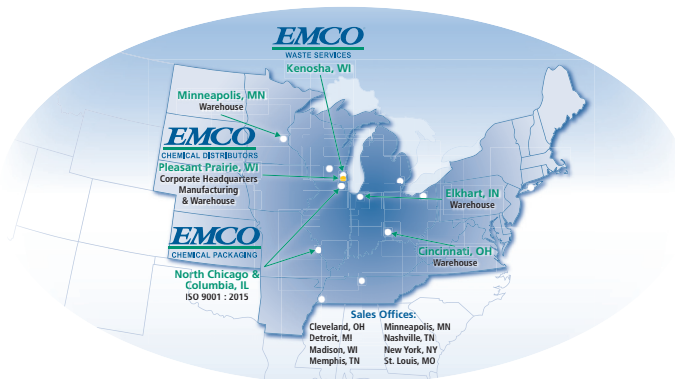 EMCO
WASTE SERVICES
Kenosha, WI
Minneapolis, MN
Warehouse
EMCO
CHEMICAL DISTRIBUTORS
Pleasant Prairie, WI
Corporate Headquarters
Manufacturing
& Warehouse
Elkhart, IN
Warehouse
EMCO
CHEMICAL PACKAGING
Cincinnati, OH
Warehouse
North Chicago &
Columbia, IL
ISO 9001 : 2015
Sales Offices:
Cleveland, OH
Detroit, MI
Madison, WI
Memphis, TN
Minneapolis, MN
Nashville, TN
New York, NY
St. Louis, MO